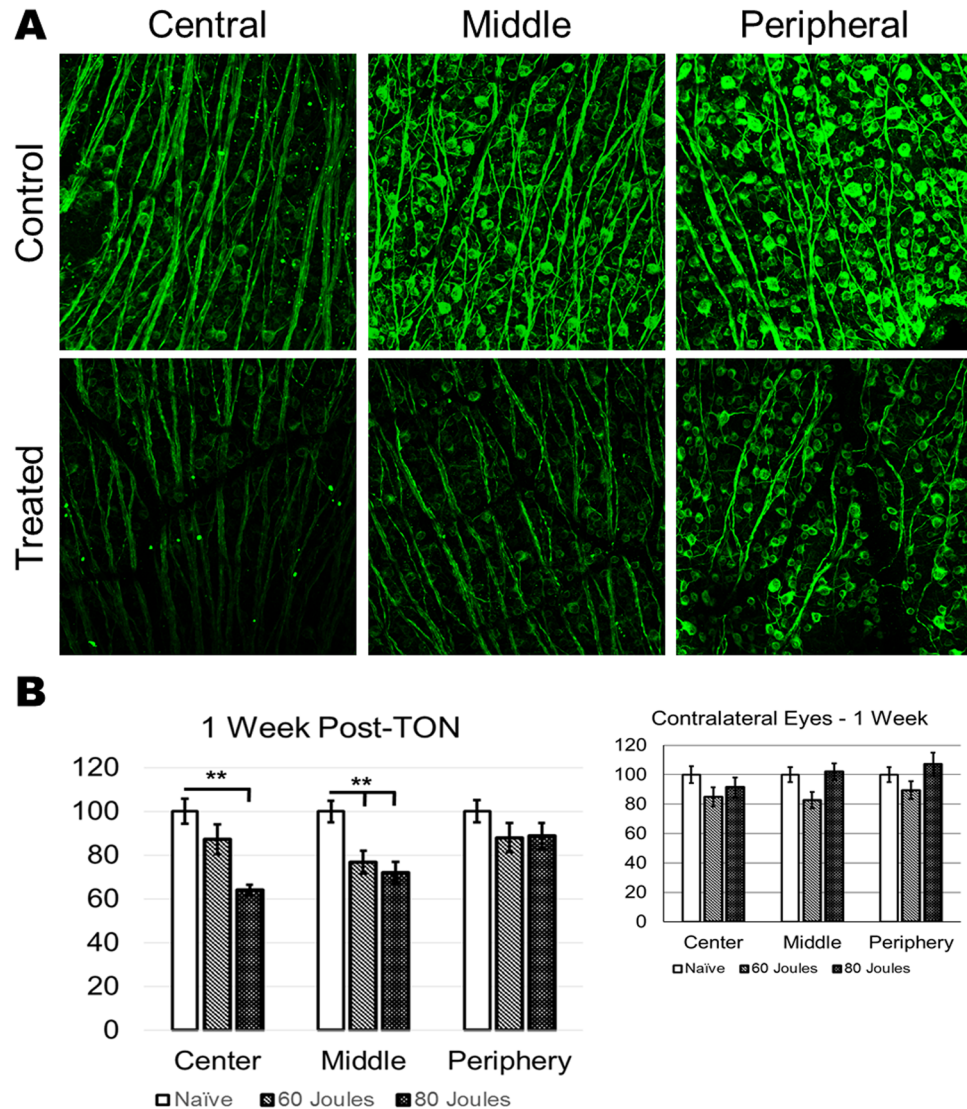 A
Central Middle Peripheral
Control
Treated
B
1 Week Post-TON
120
100
80
60
40
20
0
**
**
Center Middle Periphery
Naïve 60 Joules 80 Joules
Contralateral Eyes - 1 Week
120
100
80
60
40
20
0
Center Middle Periphery
Naïve 60 Joules 80 Joules